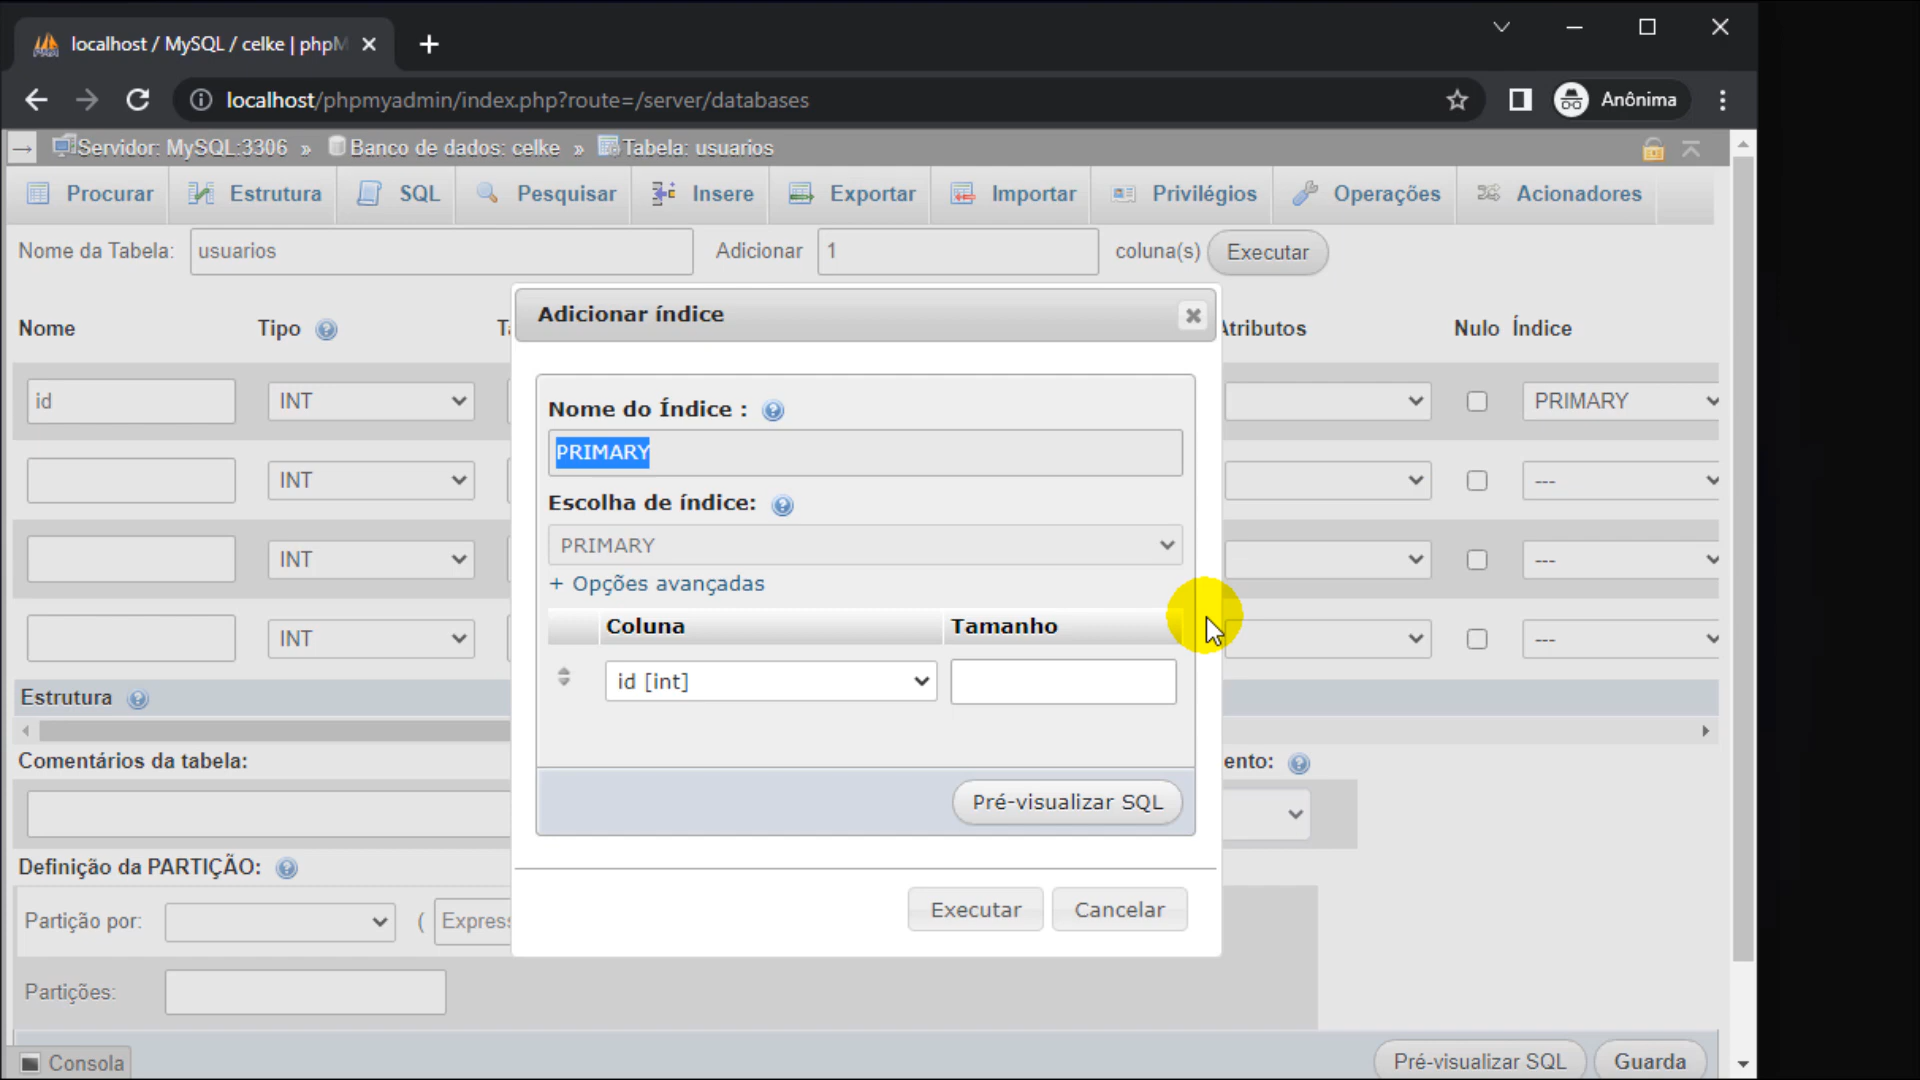 localhost / MySQL / celke | phpM
localhost/phpmyadmin/index.php?route=/server/databases
Anônima
Servidor: MySQL:3306 » Banco de dados: celke » Tabela: usuarios
Procurar Estrutura SQL Pesquisar Insere Exportar Importar Privilégios Operações Acionadores
Nome da Tabela: usuarios Adicionar 1 coluna(s) Executar
Adicionar índice
Nome Tipo Atributos Nulo Índice
id INT PRIMARY
Nome do Índice :
PRIMARY
INT ---
Escolha de índice:
PRIMARY
INT ---
+ Opções avançadas
Coluna Tamanho
INT ---
id [int]
Estrutura
Comentários da tabela: ento:
Pré-visualizar SQL
Definição da PARTIÇÃO:
Partição por: ( Express
Executar Cancelar
Partições:
Consola Pré-visualizar SQL Guarda